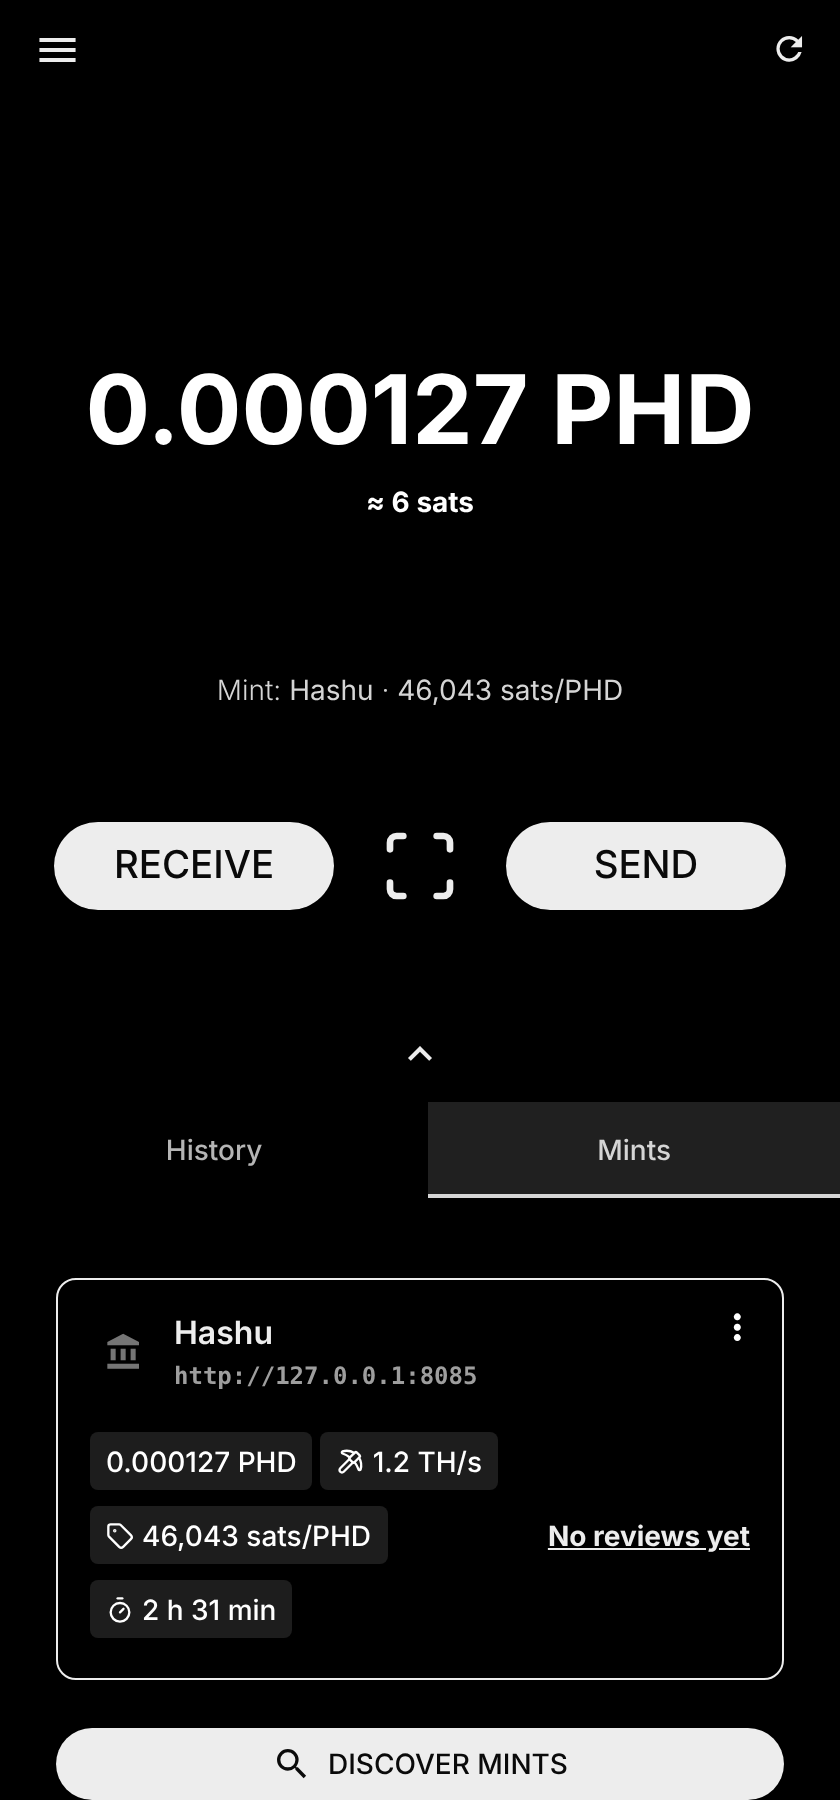 0.000127 PHD
≈ 6 sats
Mint: Hashu · 46,043 sats/PHD
RECEIVE
SEND
History
Mints
Hashu
http://127.0.0.1:8085
0.000127 PHD
1.2 TH/s
46,043 sats/PHD
No reviews yet
2 h 31 min
DISCOVER MINTS